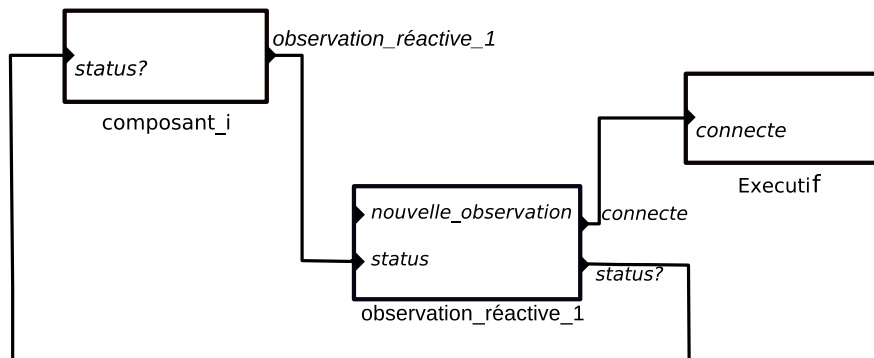 observation_réactive_1
status?
composant_i
connecte
Executif
nouvelle_observation
connecte
status
status?
observation_réactive_1